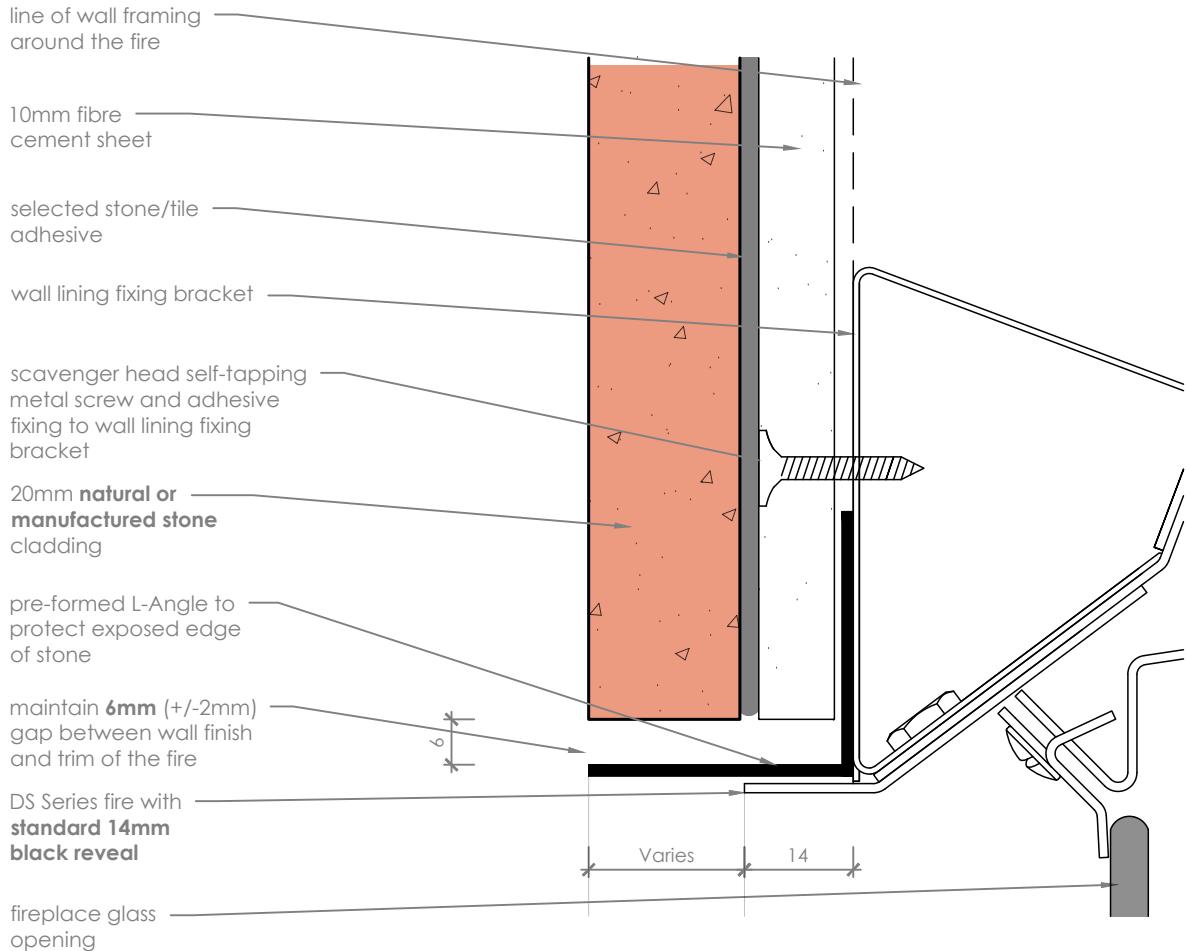 line of wall framing
around the fire
10mm fibre
cement sheet
selected stone/tile
adhesive
wall lining fixing bracket
scavenger head self-tapping
metal screw and adhesive
fixing to wall lining fixing
bracket
20mm natural or
manufactured stone
cladding
pre-formed L-Angle to
protect exposed edge
of stone
maintain 6mm (+/-2mm)
gap between wall finish
and trim of the fire
6
DS Series fire with
standard 14mm
black reveal
Varies
14
fireplace glass
opening